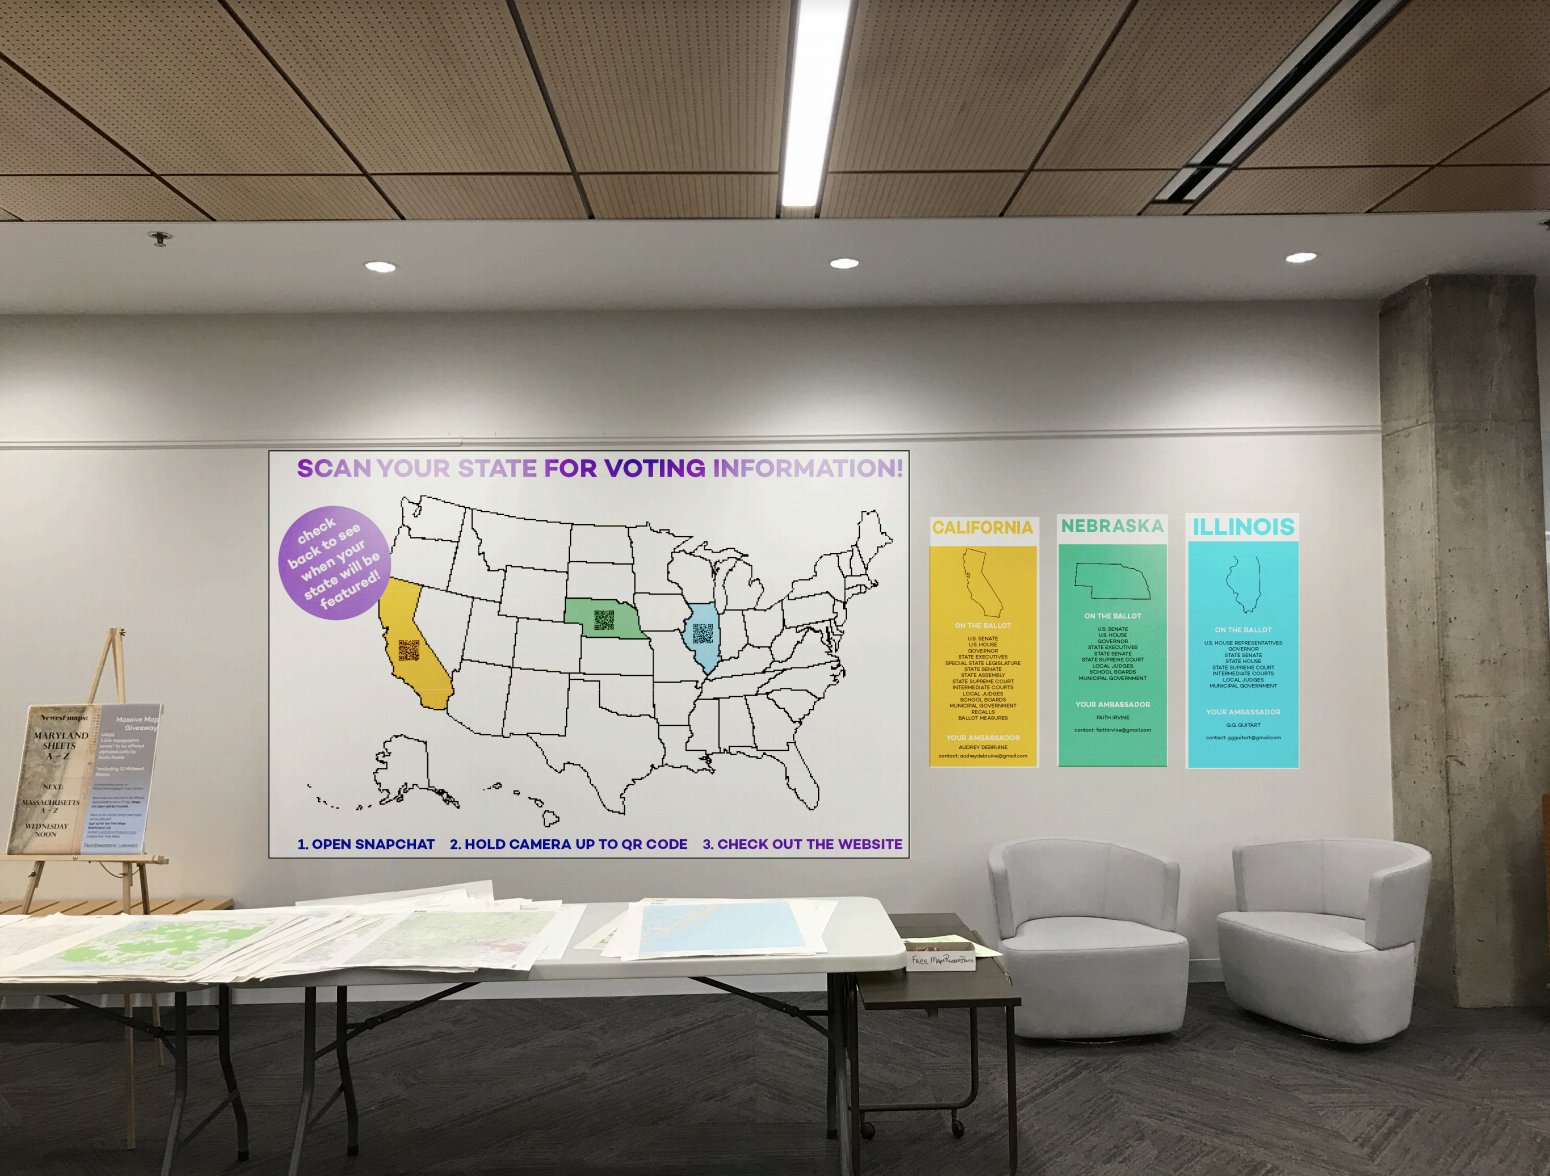 SCAN YOUR STATE FOR VOTING INFORMATION!
check
back to see
when your
state will be
featured!
1. OPEN SNAPCHAT 2. HOLD CAMERA UP TO QR CODE 3. CHECK OUT THE WEBSITE
CALIFORNIA
ON THE BALLOT
U.S. SENATE
U.S. HOUSE
GOVERNOR
STATE EXECUTIVES
SPECIAL STATE LEGISLATURE
STATE SENATE
STATE ASSEMBLY
STATE SUPREME COURT
INTERMEDIATE COURTS
LOCAL JUDGES
SCHOOL BOARDS
MUNICIPAL GOVERNMENT
RECALLS
BALLOT MEASURES
YOUR AMBASSADOR
AUDREY DEBRUINE
contact: audreydebruine@gmail.com
NEBRASKA
ON THE BALLOT
U.S. SENATE
U.S. HOUSE
GOVERNOR
STATE EXECUTIVES
STATE SENATE
STATE SUPREME COURT
LOCAL JUDGES
SCHOOL BOARDS
MUNICIPAL GOVERNMENT
YOUR AMBASSADOR
FAITH IRVINE
contact: faithirvine@gmail.com
ILLINOIS
ON THE BALLOT
U.S. HOUSE REPRESENTATIVES
GOVERNOR
STATE SENATE
STATE HOUSE
STATE SUPREME COURT
INTERMEDIATE COURTS
LOCAL JUDGES
MUNICIPAL GOVERNMENT
YOUR AMBASSADOR
G.G. GUITART
contact: ggguitart@gmail.com
Newest maps:
MARYLAND
SHEETS
A - Z
NEXT:
MASSACHUSETTS
A - Z
WEDNESDAY
NOON
Massive Map
Giveaway
Free Maps